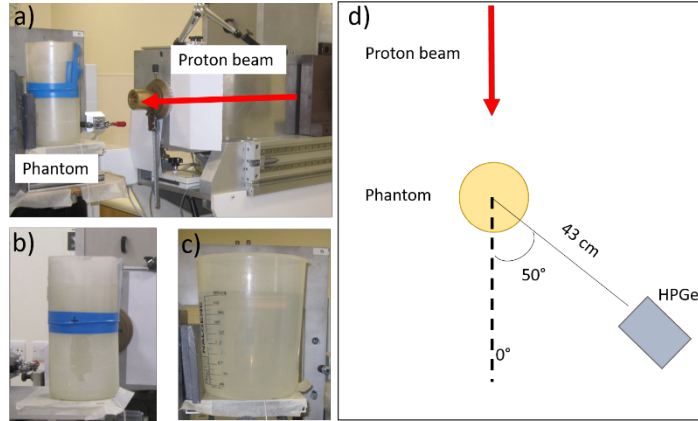 a)
Proton beam
Phantom
b)
c)
d)
Proton beam
Phantom
43 cm
50°
HPGe
0°